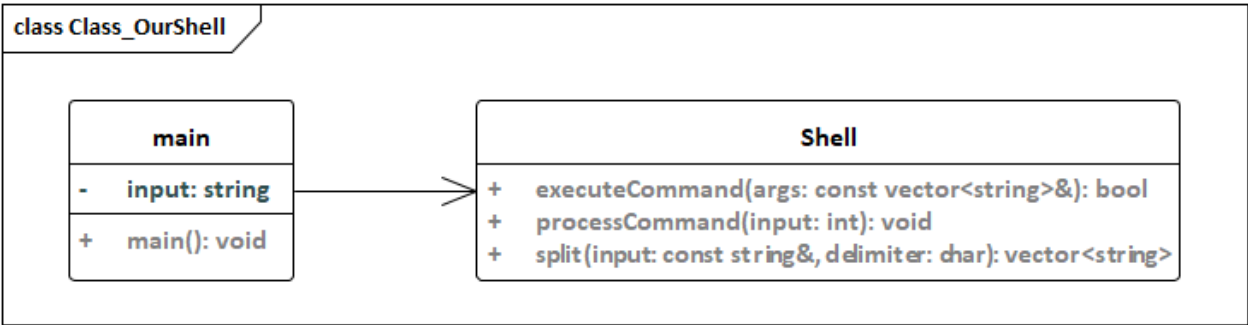 class Class_OurShell
main
- input: string
+ main(): void
Shell
+ executeCommand(args: const vector<string>&): bool
+ processCommand(input: int): void
+ split(input: const string&, delimiter: char): vector<string>